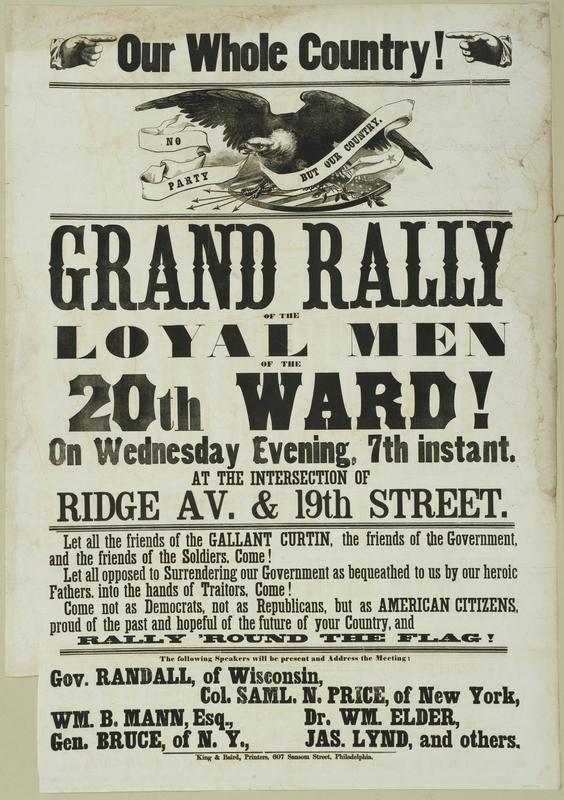 Our Whole Country!
NO
PARTY
BUT OUR COUNTRY.
GRAND RALLY
OF THE
LOYAL MEN
OF THE
20th WARD!
On Wednesday Evening, 7th instant.
AT THE INTERSECTION OF
RIDGE AV. & 19th STREET.
Let all the friends of the GALLANT CURTIN, the friends of the Government,
and the friends of the Soldiers, Come!
Let all opposed to Surrendering our Government as bequeathed to us by our heroic
Fathers. into the hands of Traitors, Come!
Come not as Democrats, not as Republicans, but as AMERICAN CITIZENS,
proud of the past and hopeful of the future of your Country, and
RALLY 'ROUND THE FLAG!
The following Speakers will be present and Address the Meeting:
Gov. RANDALL, of Wisconsin,
Col. SAML. N. PRICE, of New York,
WM. B. MANN, Esq., Dr. WM. ELDER,
Gen. BRUCE, of N. Y., JAS. LYND, and others.
King & Baird, Printers, 607 Sansom Street, Philadelphia.